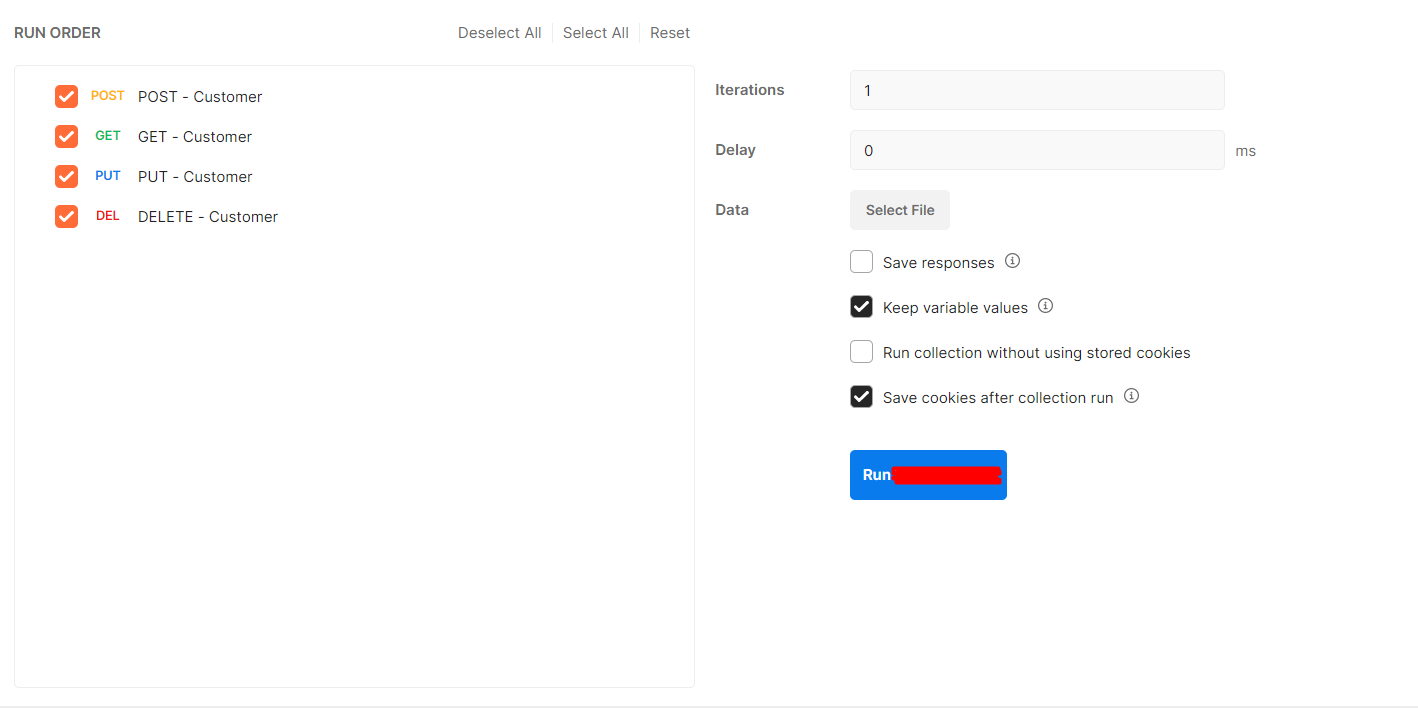 RUN ORDER
Deselect All Select All Reset
POST POST - Customer
GET GET - Customer
PUT PUT - Customer
DEL DELETE - Customer
Iterations 1
Delay 0 ms
Data Select File
Save responses
Keep variable values
Run collection without using stored cookies
Save cookies after collection run
Run